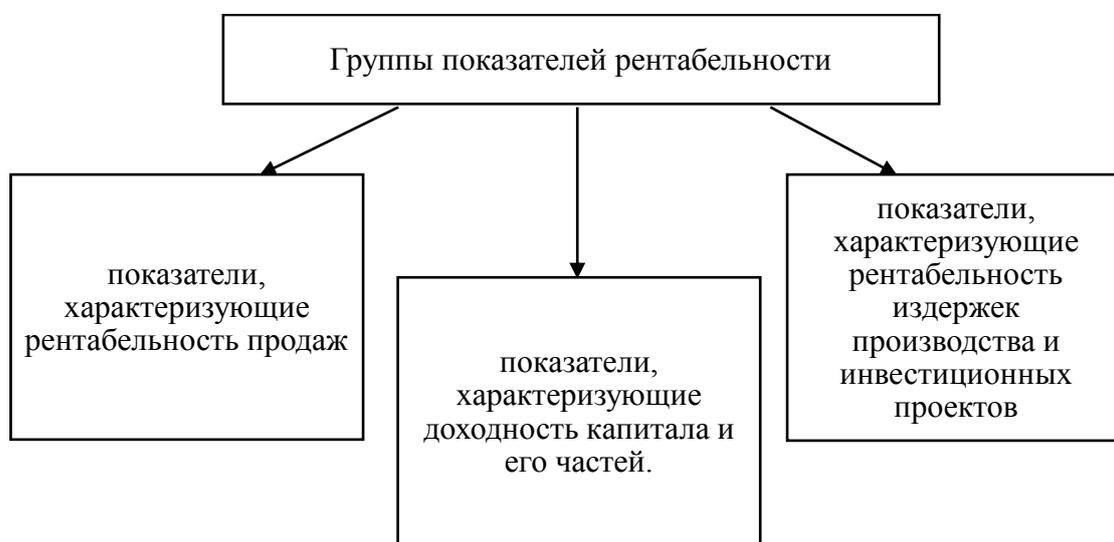 Группы показателей рентабельности
показатели,
характеризующие
рентабельность продаж
показатели,
характеризующие
доходность капитала и
его частей.
показатели,
характеризующие
рентабельность
издержек
производства и
инвестиционных
проектов